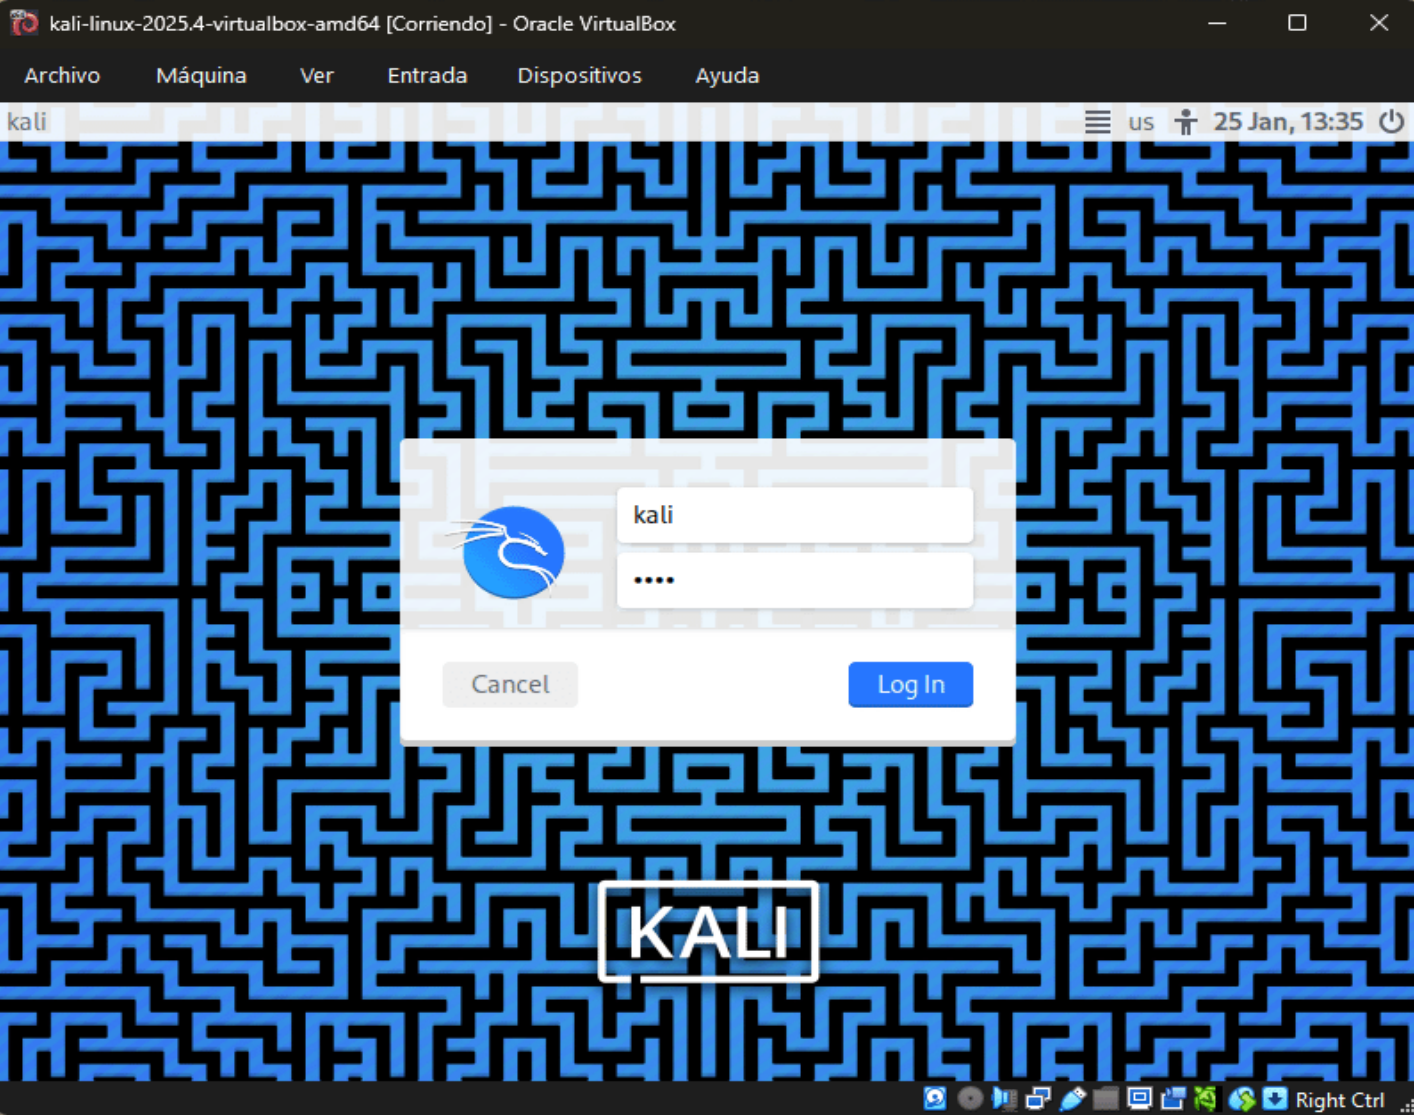 kali-linux-2025.4-virtualbox-amd64 [Corriendo] - Oracle VirtualBox
Archivo Máquina Ver Entrada Dispositivos Ayuda
kali us 25 Jan, 13:35
kali
••••
Cancel Log In
KALI
Right Ctrl